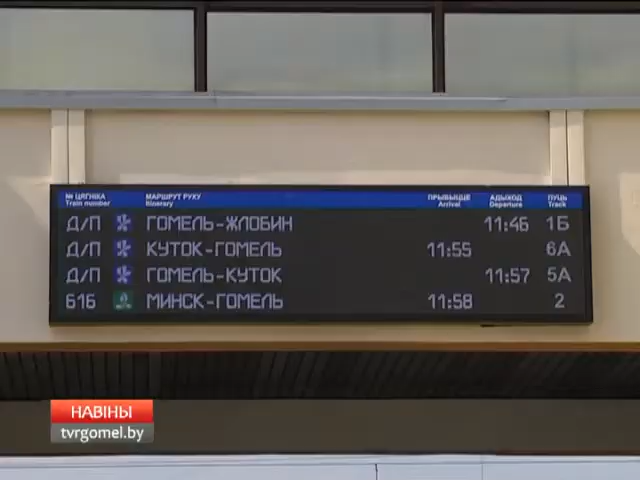 № ЦЯГНІКА МАРШРУТ РУХУ ПРЫБЫЦЦЕ АДЫХОД ПУЦЬ
Train number Itinerary Arrival Departure Track
Д/П ГОМЕЛЬ-ЖЛОБИН 11:46 1Б
Д/П КУТОК-ГОМЕЛЬ 11:55 6А
Д/П ГОМЕЛЬ-КУТОК 11:57 5А
616 МИНСК-ГОМЕЛЬ 11:58 2
НАВІНЫ
tvrgomel.by